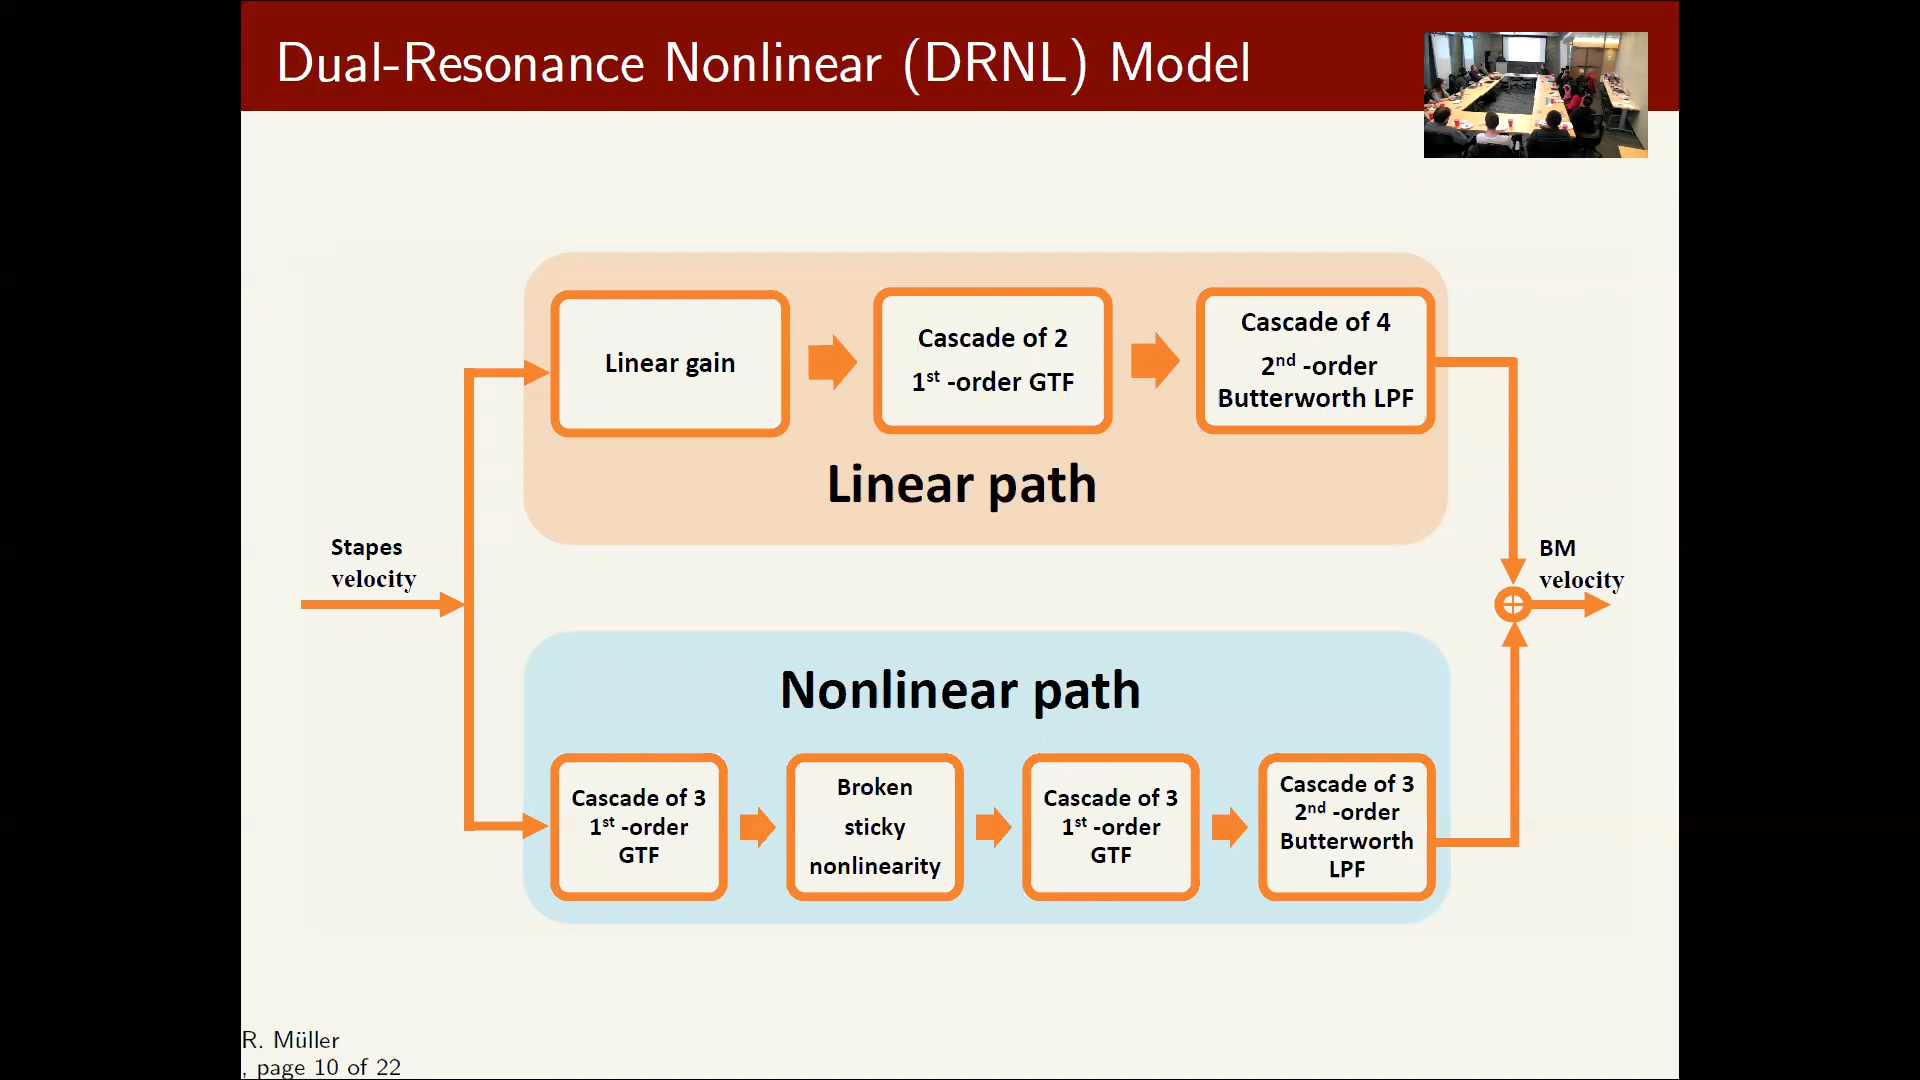 Dual-Resonance Nonlinear (DRNL) Model
Linear gain
Cascade of 2
1st -order GTF
Cascade of 4
2nd -order
Butterworth LPF
Linear path
Stapes
velocity
BM
velocity
Nonlinear path
Cascade of 3
1st -order
GTF
Broken
sticky
nonlinearity
Cascade of 3
1st -order
GTF
Cascade of 3
2nd -order
Butterworth
LPF
R. Müller
, page 10 of 22